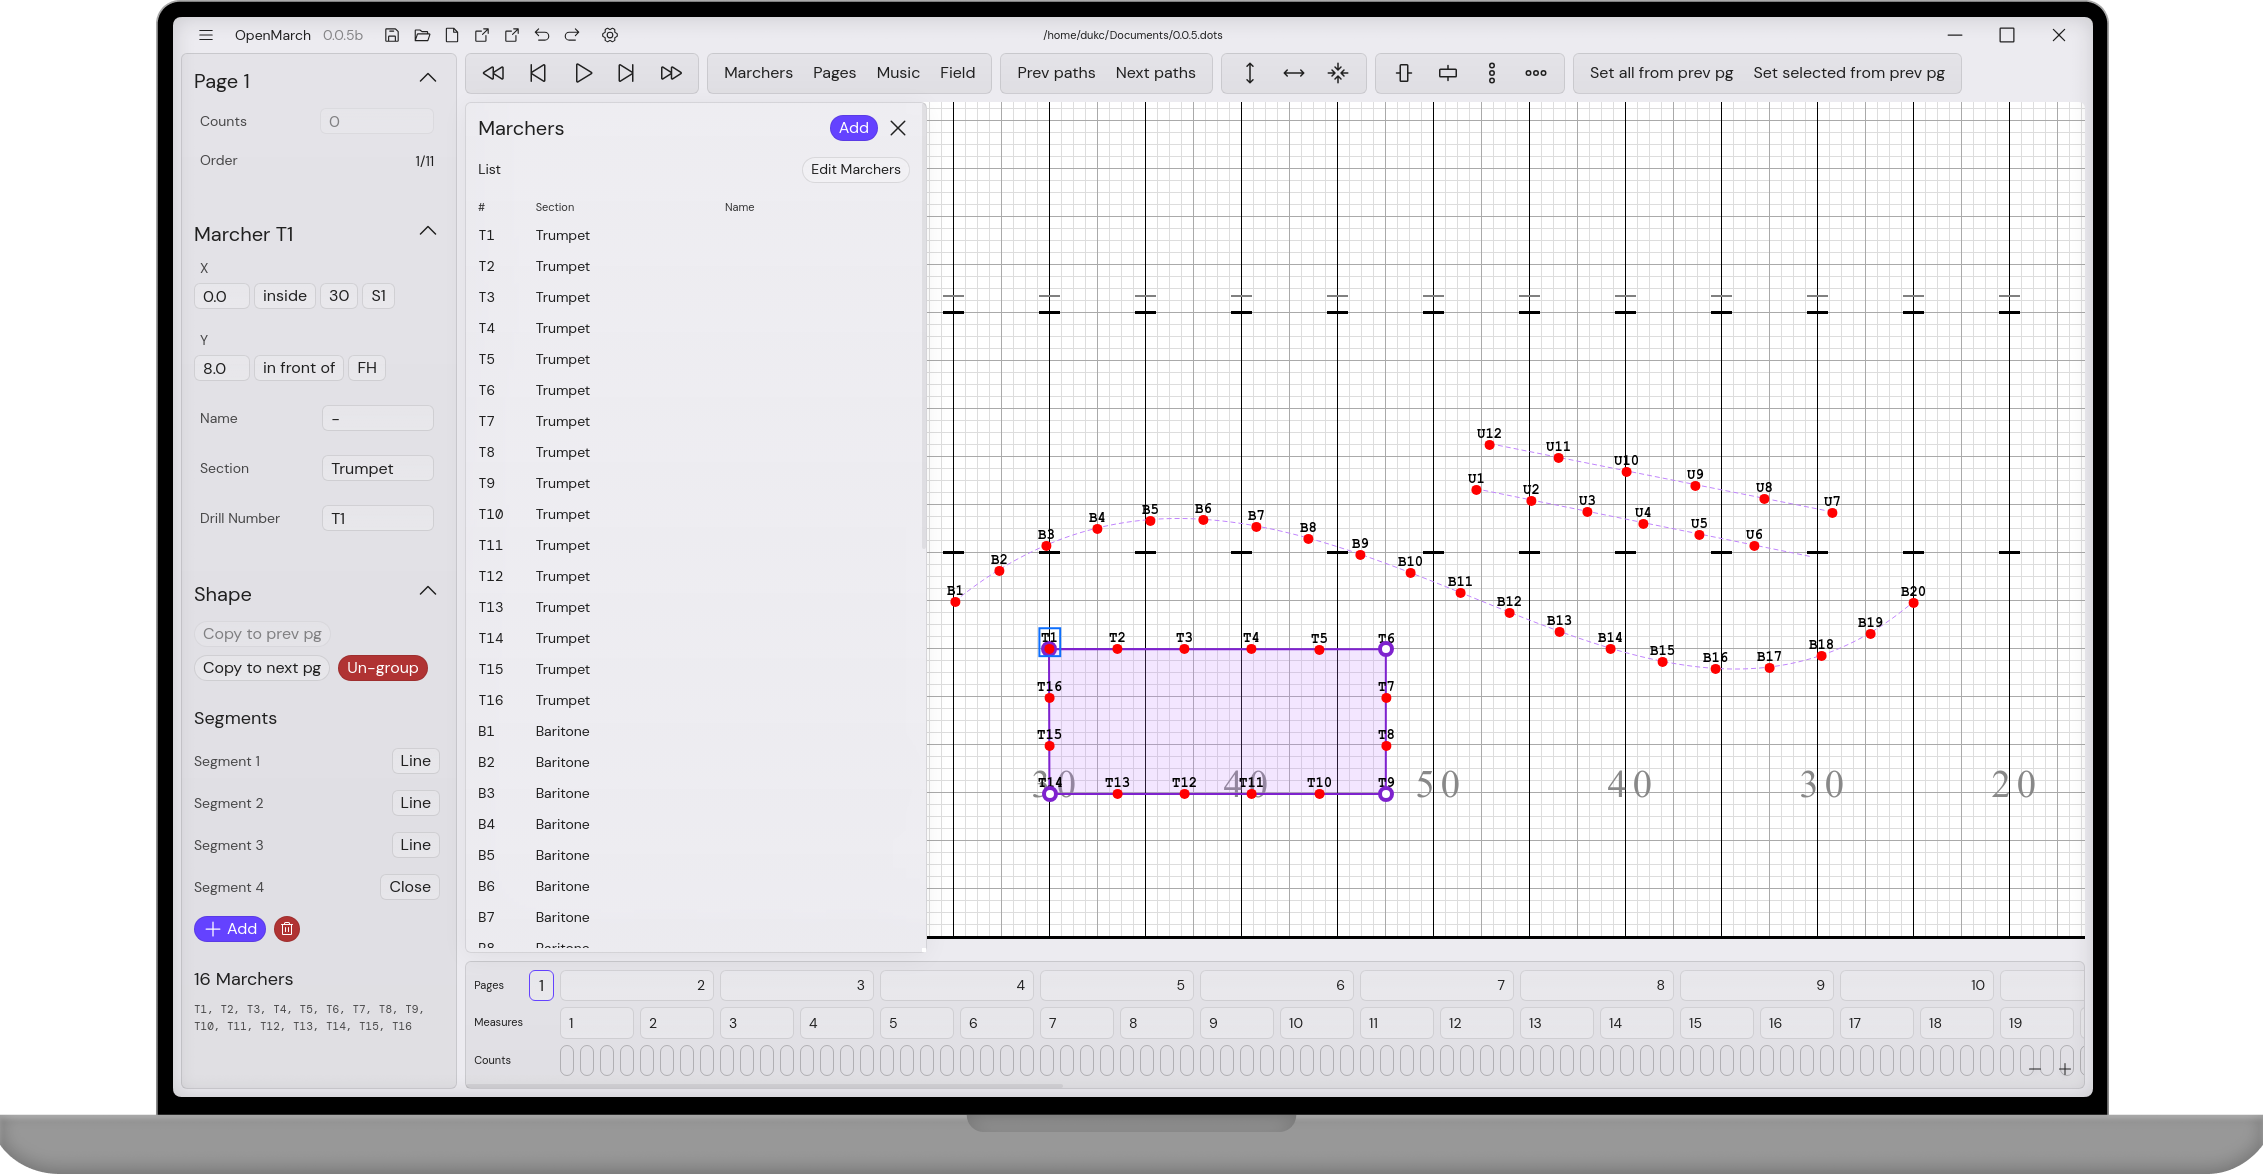 OpenMarch 0.0.5b
/home/dukc/Documents/0.0.5.dots
Marchers Pages Music Field
Prev paths Next paths
Set all from prev pg Set selected from prev pg
Page 1
Counts 0
Order 1/11
Marcher T1
X
0.0 inside 30 S1
Y
8.0 in front of FH
Name -
Section Trumpet
Drill Number T1
Shape
Copy to prev pg
Copy to next pg Un-group
Segments
Segment 1 Line
Segment 2 Line
Segment 3 Line
Segment 4 Close
Add
16 Marchers
T1, T2, T3, T4, T5, T6, T7, T8, T9,
T10, T11, T12, T13, T14, T15, T16
Marchers Add
List Edit Marchers
# Section Name
T1 Trumpet
T2 Trumpet
T3 Trumpet
T4 Trumpet
T5 Trumpet
T6 Trumpet
T7 Trumpet
T8 Trumpet
T9 Trumpet
T10 Trumpet
T11 Trumpet
T12 Trumpet
T13 Trumpet
T14 Trumpet
T15 Trumpet
T16 Trumpet
B1 Baritone
B2 Baritone
B3 Baritone
B4 Baritone
B5 Baritone
B6 Baritone
B7 Baritone
B8 Baritone
U12 U11 U10 U9 U8 U7
U1 U2 U3 U4 U5 U6
B1 B2 B3 B4 B5 B6 B7 B8 B9 B10 B11 B12 B13 B14 B15 B16 B17 B18 B19 B20
T1 T2 T3 T4 T5 T6
T16 T7
T15 T8
T14 T13 T12 T11 T10 T9
30 40 50 40 30 20
Pages 1 2 3 4 5 6 7 8 9 10
Measures 1 2 3 4 5 6 7 8 9 10 11 12 13 14 15 16 17 18 19
Counts